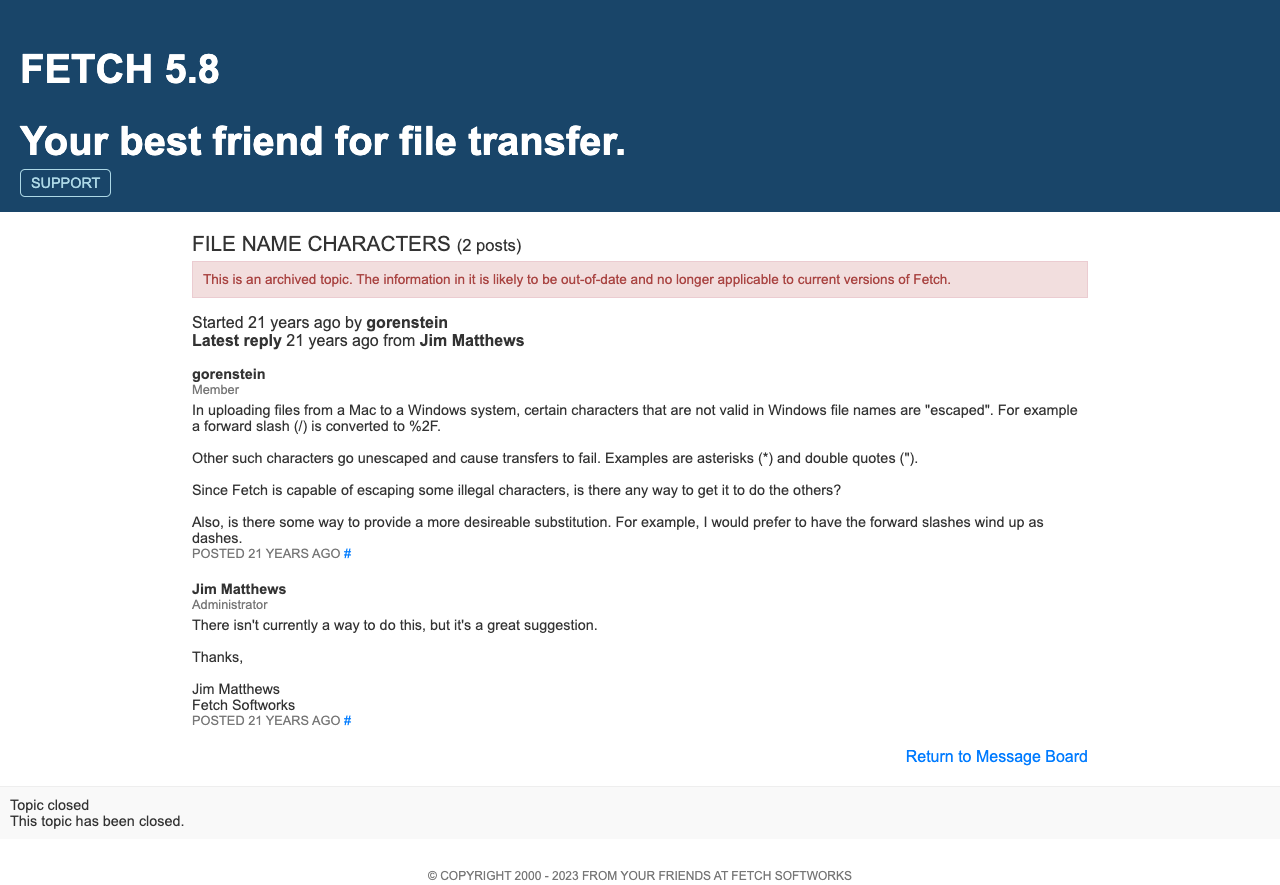 FETCH 5.8
Your best friend for file transfer.
SUPPORT
FILE NAME CHARACTERS (2 posts)
This is an archived topic. The information in it is likely to be out-of-date and no longer applicable to current versions of Fetch.
Started 21 years ago by gorenstein
Latest reply 21 years ago from Jim Matthews
gorenstein
Member
In uploading files from a Mac to a Windows system, certain characters that are not valid in Windows file names are "escaped". For example
a forward slash (/) is converted to %2F.
Other such characters go unescaped and cause transfers to fail. Examples are asterisks (*) and double quotes (").
Since Fetch is capable of escaping some illegal characters, is there any way to get it to do the others?
Also, is there some way to provide a more desireable substitution. For example, I would prefer to have the forward slashes wind up as
dashes.
POSTED 21 YEARS AGO #
Jim Matthews
Administrator
There isn't currently a way to do this, but it's a great suggestion.
Thanks,
Jim Matthews
Fetch Softworks
POSTED 21 YEARS AGO #
Return to Message Board
Topic closed
This topic has been closed.
© COPYRIGHT 2000 - 2023 FROM YOUR FRIENDS AT FETCH SOFTWORKS